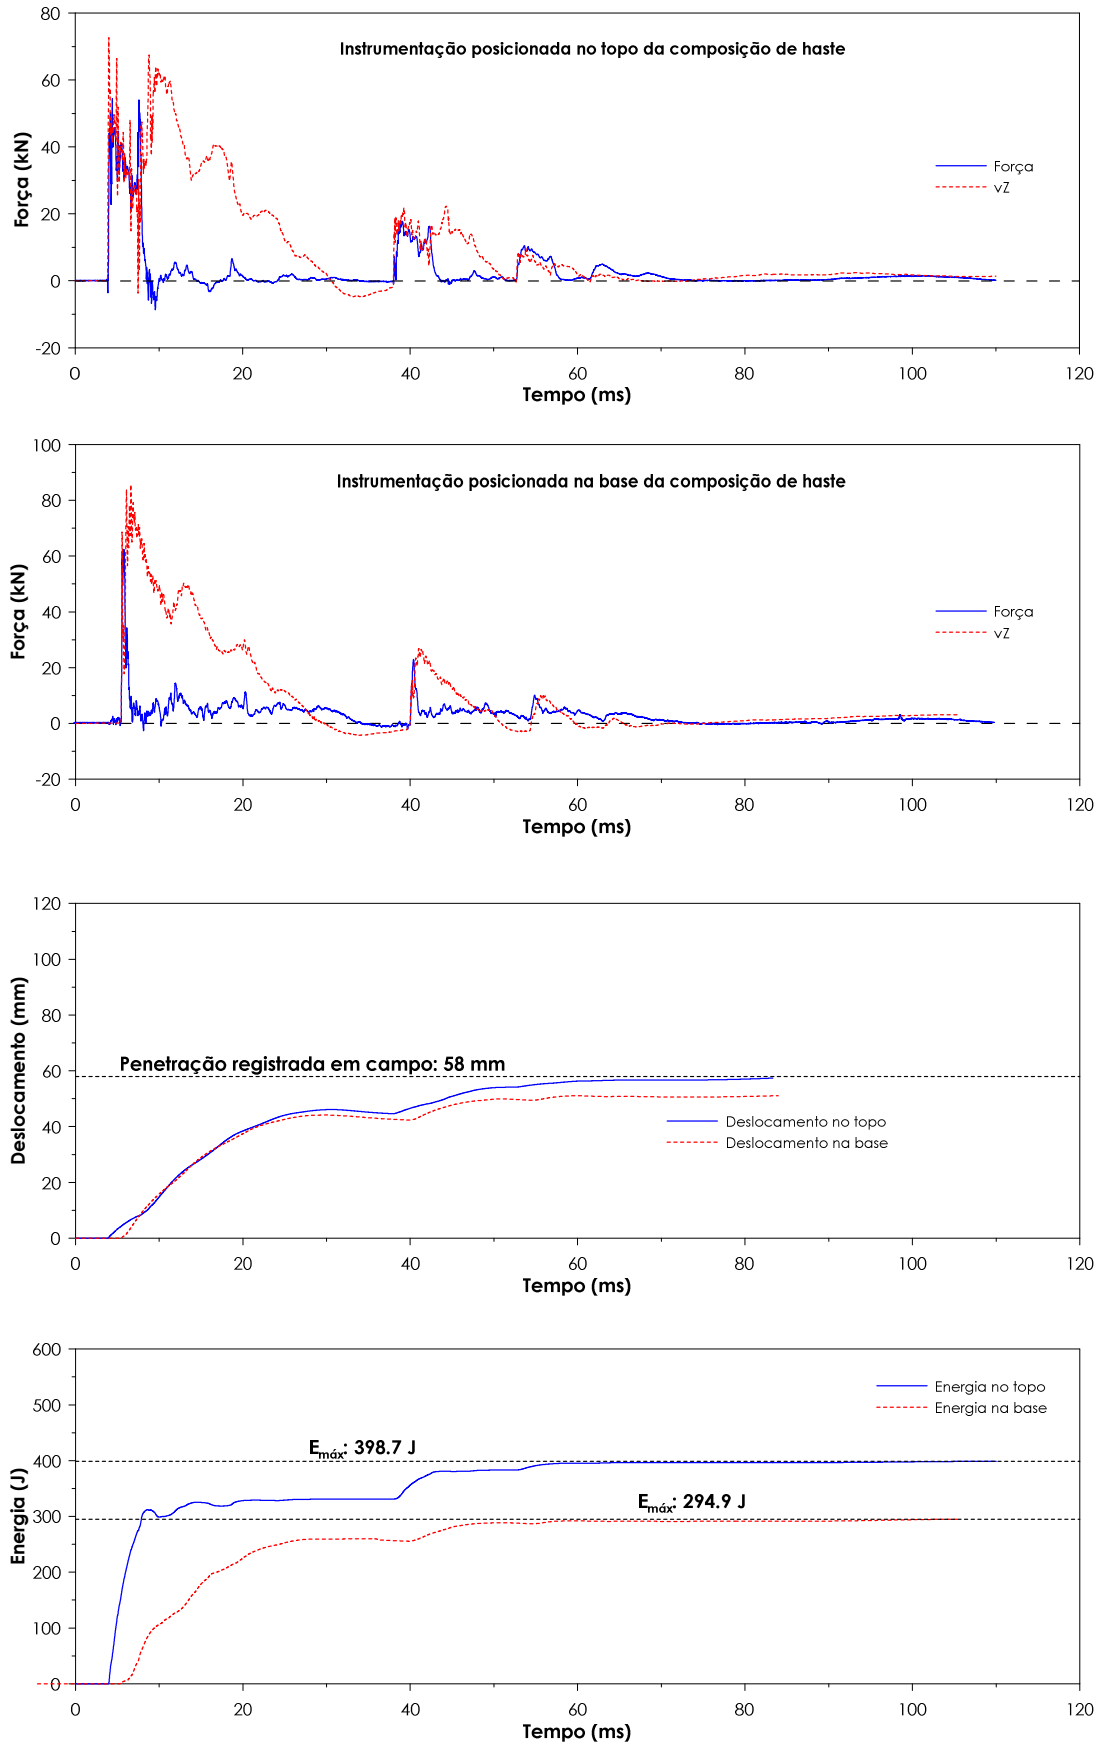 80
Instrumentação posicionada no topo da composição de haste
60
40
Força
20
vZ
0
-20
Força (kN)
0 20 40 60 80 100 120
Tempo (ms)
100
Instrumentação posicionada na base da composição de haste
80
60
40
Força
20
vZ
0
-20
Força (kN)
0 20 40 60 80 100 120
Tempo (ms)
120
100
80
Penetração registrada em campo: 58 mm
60
40
Deslocamento no topo
Deslocamento na base
20
0
Deslocamento (mm)
0 20 40 60 80 100 120
Tempo (ms)
600
Energia no topo
Energia na base
500
Emáx: 398.7 J
400
Emáx: 294.9 J
300
200
100
0
Energia (J)
0 20 40 60 80 100 120
Tempo (ms)